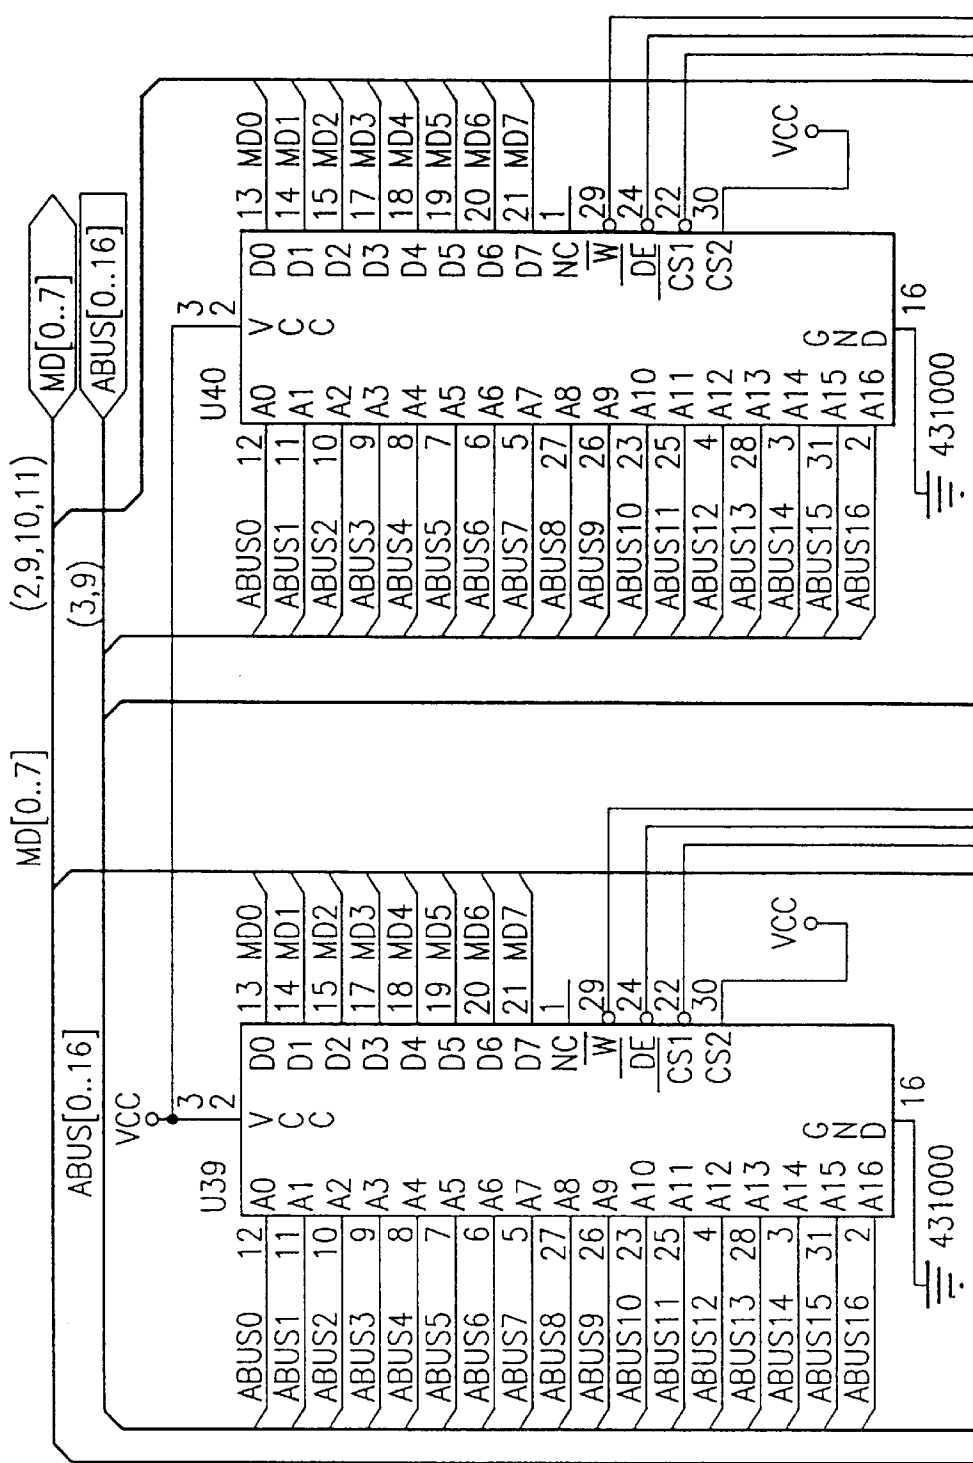 MD[0..7]
(2,9,10,11)
MD[0..7]
ABUS[0..16]
(3,9)
ABUS[0..16]
VCC
32
U39
VCC
ABUS0 12 A0 D0 13 MD0
ABUS1 11 A1 D1 14 MD1
ABUS2 10 A2 D2 15 MD2
ABUS3 9 A3 D3 17 MD3
ABUS4 8 A4 D4 18 MD4
ABUS5 7 A5 D5 19 MD5
ABUS6 6 A6 D6 20 MD6
ABUS7 5 A7 D7 21 MD7
ABUS8 27 A8 NC 1
ABUS9 26 A9 W 29
ABUS10 23 A10 DE 24
ABUS11 25 A11 CS1 22
ABUS12 4 A12 CS2 30
ABUS13 28 A13
ABUS14 3 A14
ABUS15 31 A15
ABUS16 2 A16
GND
VCC
16
431000
32
U40
VCC
ABUS0 12 A0 D0 13 MD0
ABUS1 11 A1 D1 14 MD1
ABUS2 10 A2 D2 15 MD2
ABUS3 9 A3 D3 17 MD3
ABUS4 8 A4 D4 18 MD4
ABUS5 7 A5 D5 19 MD5
ABUS6 6 A6 D6 20 MD6
ABUS7 5 A7 D7 21 MD7
ABUS8 27 A8 NC 1
ABUS9 26 A9 W 29
ABUS10 23 A10 DE 24
ABUS11 25 A11 CS1 22
ABUS12 4 A12 CS2 30
ABUS13 28 A13
ABUS14 3 A14
ABUS15 31 A15
ABUS16 2 A16
GND
VCC
16
431000